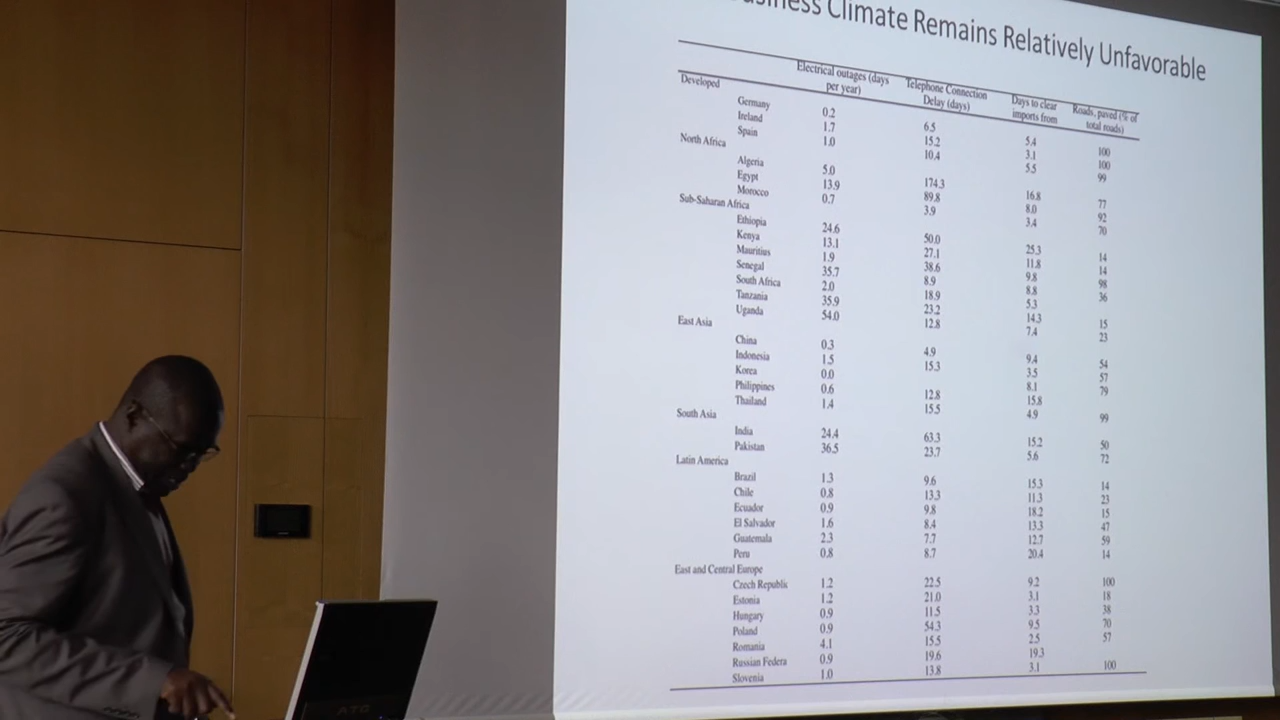 Business Climate Remains Relatively Unfavorable
Electrical outages (days per year) Telephone Connection Delay (days) Days to clear imports from Roads, paved (% of total roads)
Developed
Germany 0.2 6.5 5.4 100
Ireland 1.7 15.2 3.1 100
Spain 1.0 10.4 5.5 99
North Africa
Algeria 5.0 174.3 16.8 77
Egypt 13.9 89.8 8.0 92
Morocco 0.7 3.9 3.4 70
Sub-Saharan Africa
Ethiopia 24.6 50.0 25.3 14
Kenya 13.1 27.1 11.8 14
Mauritius 1.9 38.6 9.8 98
Senegal 35.7 8.9 8.8 36
South Africa 2.0 18.9 5.3
Tanzania 35.9 23.2 14.3 15
Uganda 54.0 12.8 7.4 23
East Asia
China 0.3 4.9 9.4 54
Indonesia 1.5 15.3 3.5 57
Korea 0.0 8.1 79
Philippines 0.6 12.8 15.8
Thailand 1.4 15.5 4.9 99
South Asia
India 24.4 63.3 15.2 50
Pakistan 36.5 23.7 5.6 72
Latin America
Brazil 1.3 9.6 15.3 14
Chile 0.8 13.3 11.3 23
Ecuador 0.9 9.8 18.2 15
El Salvador 1.6 8.4 13.3 47
Guatemala 2.3 7.7 12.7 59
Peru 0.8 8.7 20.4 14
East and Central Europe
Czech Republic 1.2 22.5 9.2 100
Estonia 1.2 21.0 3.1 18
Hungary 0.9 11.5 3.3 38
Poland 0.9 54.3 9.5 70
Romania 4.1 15.5 2.5 57
Russian Federa 0.9 19.6 19.3
Slovenia 1.0 13.8 3.1 100
ATG